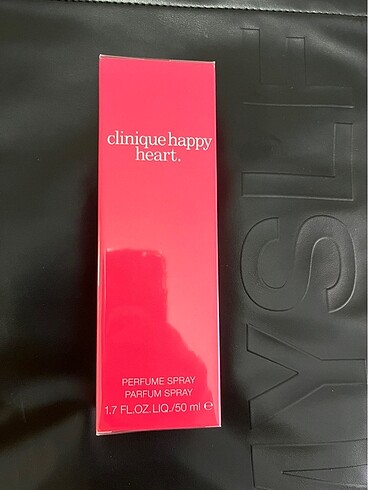 clinique happy
heart.
PERFUME SPRAY
PARFUM SPRAY
1.7 FL.OZ.LIQ./50 ml ℮
MYSLF